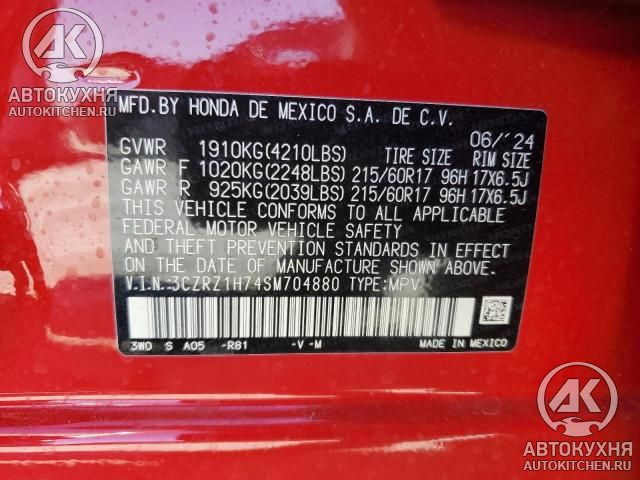 АК
АВТОКУХНЯ
AUTOKITCHEN.RU
MFD.BY HONDA DE MEXICO S.A. DE C.V.
06/'24
GVWR 1910KG(4210LBS) TIRE SIZE RIM SIZE
GAWR F 1020KG(2248LBS) 215/60R17 96H 17X6.5J
GAWR R 925KG(2039LBS) 215/60R17 96H 17X6.5J
THIS VEHICLE CONFORMS TO ALL APPLICABLE
FEDERAL MOTOR VEHICLE SAFETY
AND THEFT PREVENTION STANDARDS IN EFFECT
ON THE DATE OF MANUFACTURE SHOWN ABOVE.
V.I.N.:3CZRZ1H74SM704880 TYPE:MPV
3W0 S A05 -R81 -V -M MADE IN MEXICO
АК
АВТОКУХНЯ
AUTOKITCHEN.RU